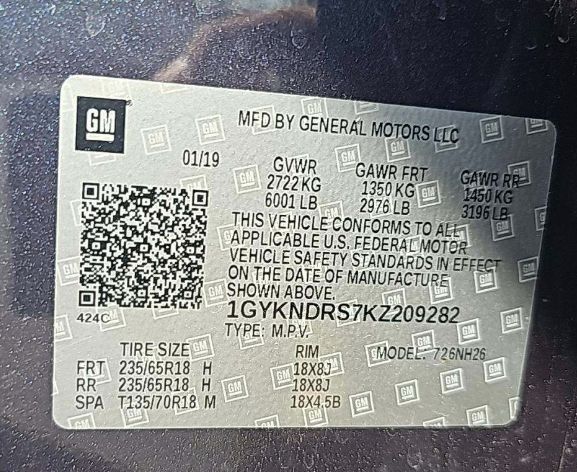 GM
MFD BY GENERAL MOTORS LLC
01/19 GVWR GAWR FRT GAWR RR
2722 KG 1350 KG 1450 KG
6001 LB 2976 LB 3196 LB
THIS VEHICLE CONFORMS TO ALL
APPLICABLE U.S. FEDERAL MOTOR
VEHICLE SAFETY STANDARDS IN EFFECT
ON THE DATE OF MANUFACTURE
SHOWN ABOVE.
424C
1GYKNDRS7KZ209282
TYPE: M.P.V.
TIRE SIZE RIM MODEL: 726NH26
FRT 235/65R18 H 18X8J
RR 235/65R18 H 18X8J
SPA T135/70R18 M 18X4.5B